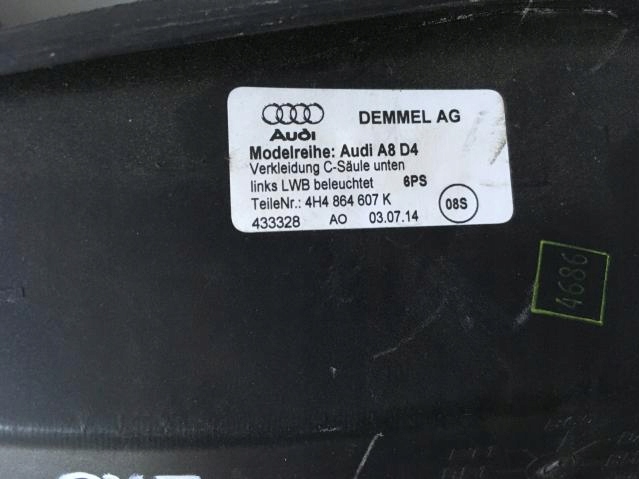 Audi
DEMMEL AG
Modelreihe: Audi A8 D4
Verkleidung C-Säule unten
links LWB beleuchtet 6PS
TeileNr.: 4H4 864 607 K 08S
433328 AO 03.07.14
4686